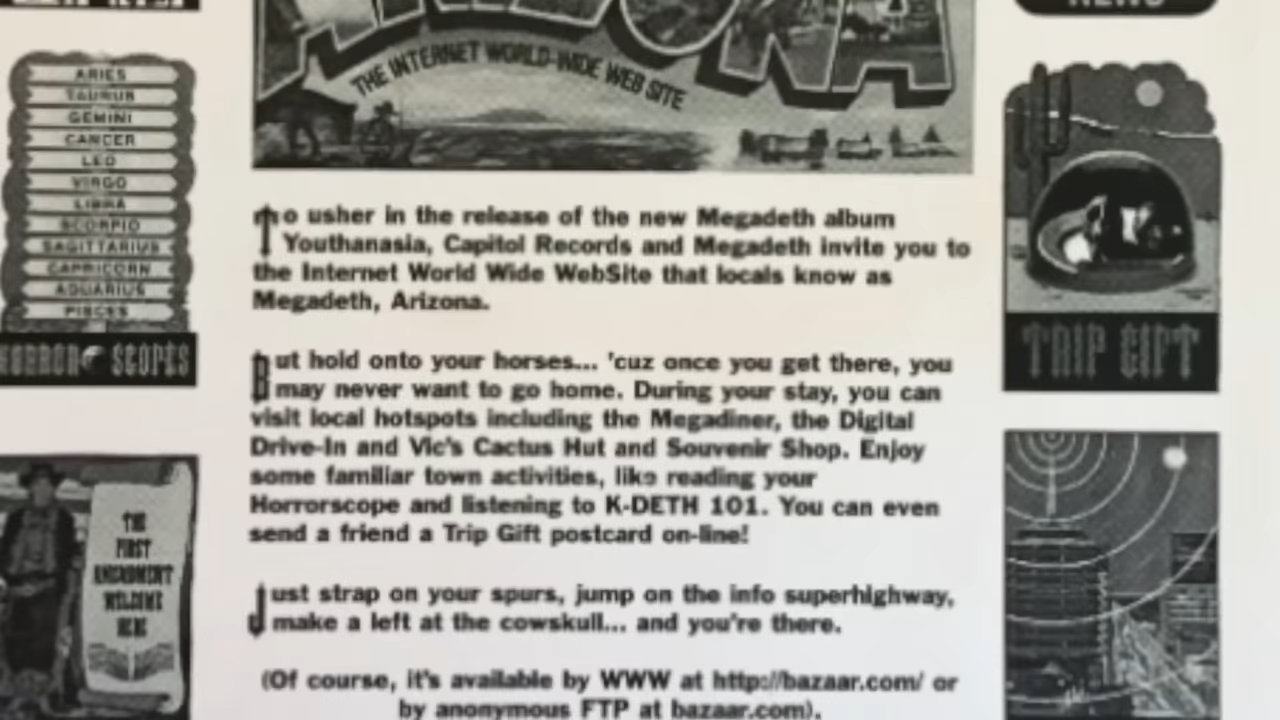 NEWS
ARIZONA
THE INTERNET WORLD-WIDE WEB SITE
ARIES
TAURUS
GEMINI
CANCER
LEO
VIRGO
LIBRA
SCORPIO
SAGITTARIUS
CAPRICORN
AQUARIUS
PISCES
HORROR SCOPES
To usher in the release of the new Megadeth album
Youthanasia, Capitol Records and Megadeth invite you to
the Internet World Wide WebSite that locals know as
Megadeth, Arizona.
TRIP GIFT
But hold onto your horses... 'cuz once you get there, you
may never want to go home. During your stay, you can
visit local hotspots including the Megadiner, the Digital
Drive-In and Vic's Cactus Hut and Souvenir Shop. Enjoy
some familiar town activities, like reading your
Horrorscope and listening to K-DETH 101. You can even
send a friend a Trip Gift postcard on-line!
THE
FIRST
AMENDMENT
WELCOME
HERE
Just strap on your spurs, jump on the info superhighway,
make a left at the cowskull... and you're there.
(Of course, it's available by WWW at http://bazaar.com/ or
by anonymous FTP at bazaar.com).